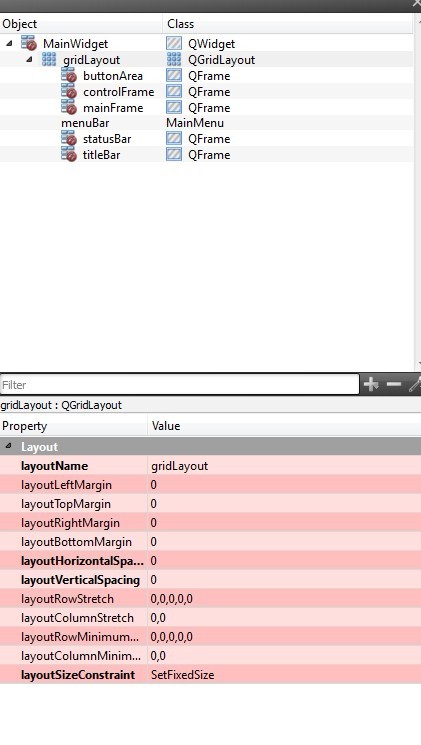 Object Class
MainWidget QWidget
gridLayout QGridLayout
buttonArea QFrame
controlFrame QFrame
mainFrame QFrame
menuBar MainMenu
statusBar QFrame
titleBar QFrame
Filter
gridLayout : QGridLayout
Property Value
Layout
layoutName gridLayout
layoutLeftMargin 0
layoutTopMargin 0
layoutRightMargin 0
layoutBottomMargin 0
layoutHorizontalSpa... 0
layoutVerticalSpacing 0
layoutRowStretch 0,0,0,0,0
layoutColumnStretch 0,0
layoutRowMinimum... 0,0,0,0,0
layoutColumnMinim... 0,0
layoutSizeConstraint SetFixedSize